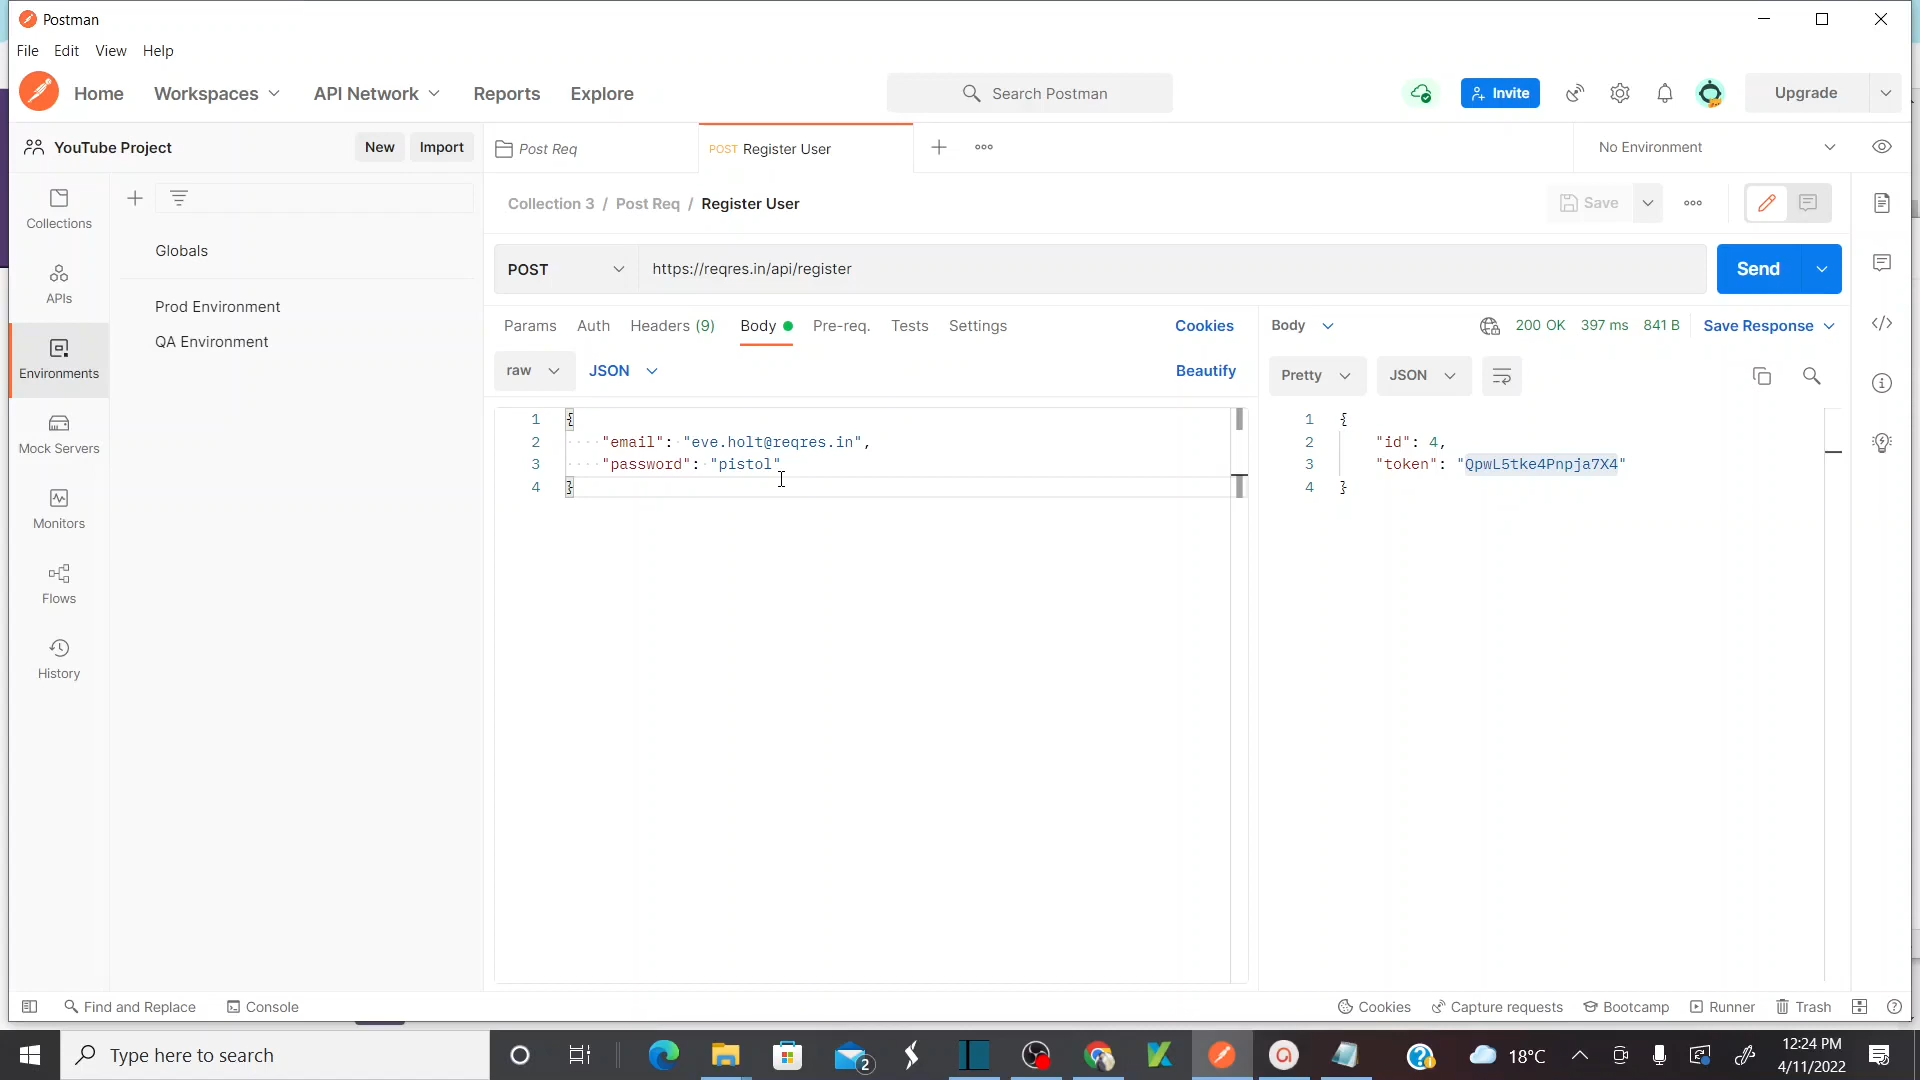 Postman
File Edit View Help
Home Workspaces API Network Reports Explore Search Postman Invite Upgrade
YouTube Project New Import Post Req POST Register User No Environment
Collections
Globals
APIs
Prod Environment
QA Environment
Environments
Mock Servers
Monitors
Flows
History
Collection 3 / Post Req / Register User Save
POST https://reqres.in/api/register Send
Params Auth Headers (9) Body Pre-req. Tests Settings Cookies
raw JSON Beautify
1 {
2 "email": "eve.holt@reqres.in",
3 "password": "pistol"
4 }
Body 200 OK 397 ms 841 B Save Response
Pretty JSON
1 {
2 "id": 4,
3 "token": "QpwL5tke4Pnpja7X4"
4 }
Find and Replace Console Cookies Capture requests Bootcamp Runner Trash
Type here to search 2 18°C 12:24 PM
4/11/2022